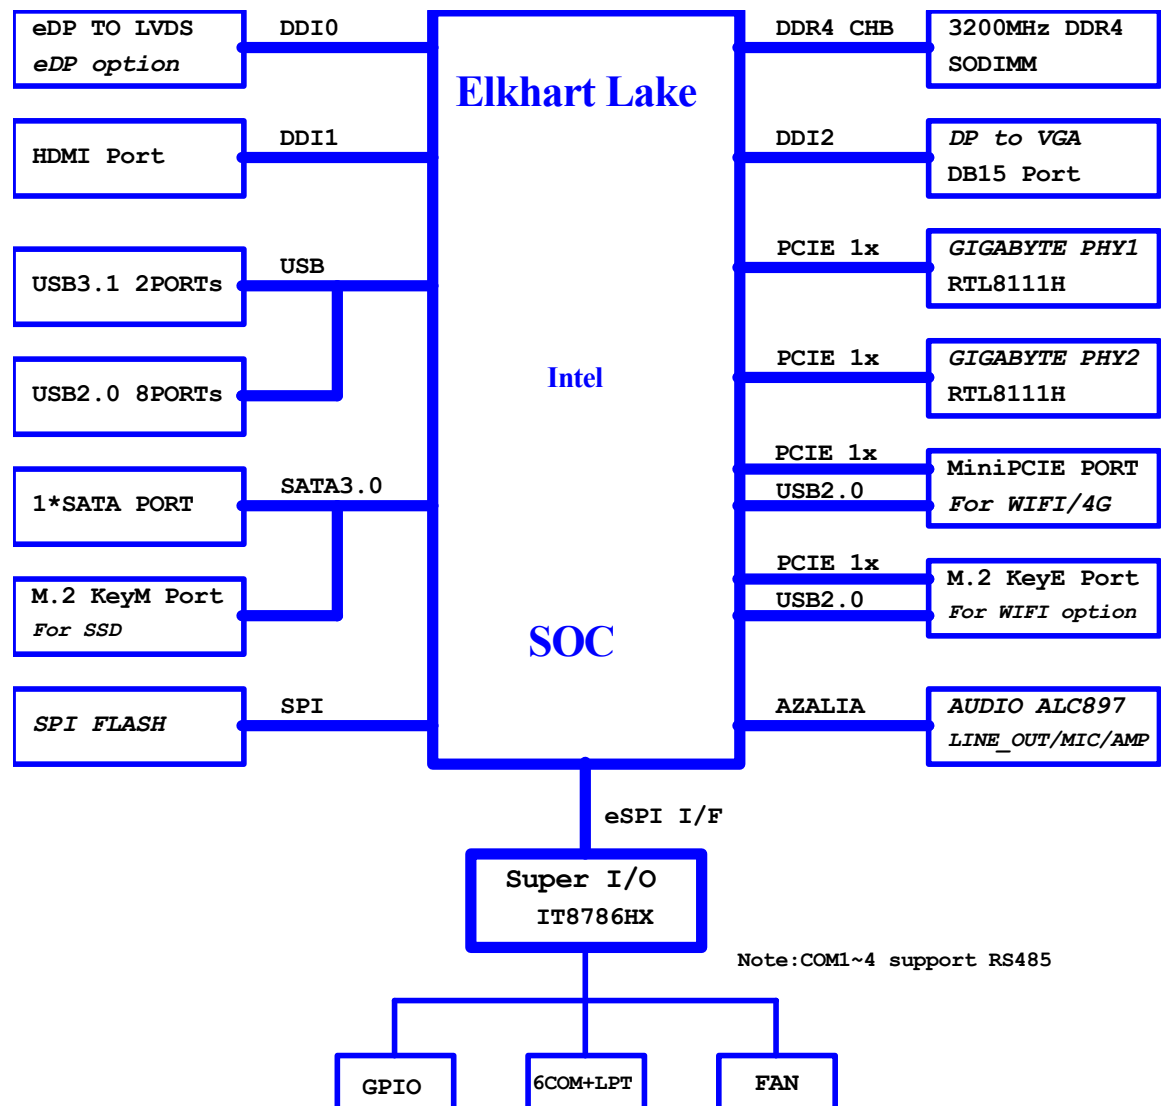 eDP TO LVDS
eDP option
DDI0
HDMI Port
DDI1
USB3.1 2PORTs
USB
USB2.0 8PORTs
1*SATA PORT
SATA3.0
M.2 KeyM Port
For SSD
SPI FLASH
SPI
Elkhart Lake
Intel
SOC
DDR4 CHB
3200MHz DDR4
SODIMM
DDI2
DP to VGA
DB15 Port
PCIE 1x
GIGABYTE PHY1
RTL8111H
PCIE 1x
GIGABYTE PHY2
RTL8111H
PCIE 1x
USB2.0
MiniPCIE PORT
For WIFI/4G
PCIE 1x
USB2.0
M.2 KeyE Port
For WIFI option
AZALIA
AUDIO ALC897
LINE_OUT/MIC/AMP
eSPI I/F
Super I/O
IT8786HX
Note:COM1~4 support RS485
GPIO
6COM+LPT
FAN